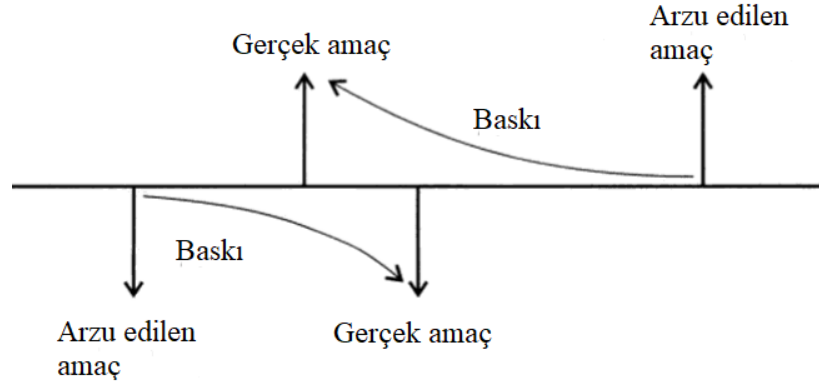 Arzu edilen
amaç
Gerçek amaç
Baskı
Baskı
Arzu edilen
amaç
Gerçek amaç